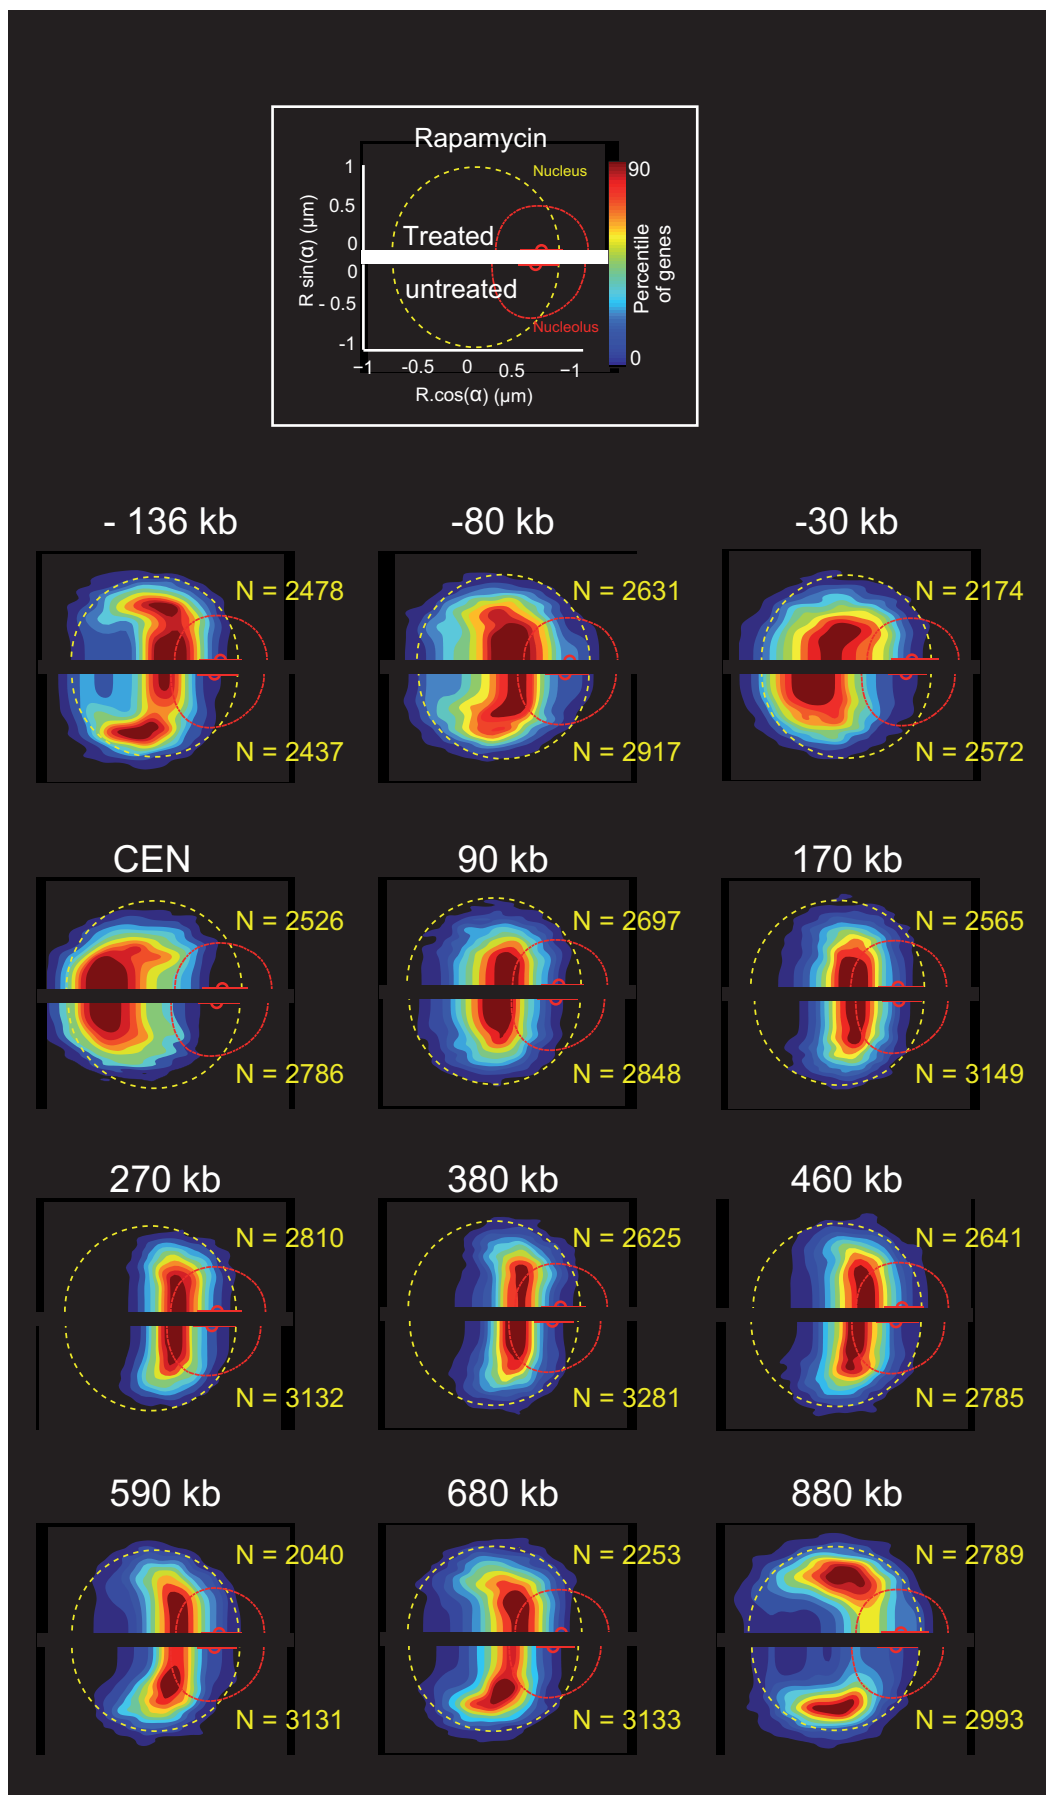 Rapamycin
Nucleus
90
1
0.5
0
Treated
0
untreated
- 0.5
-1
Nucleolus
0
R sin(α) (µm)
Percentile
of genes
−1 -0.5 0 0.5 −1
R.cos(α) (µm)
- 136 kb -80 kb -30 kb
N = 2478 N = 2631 N = 2174
N = 2437 N = 2917 N = 2572
CEN 90 kb 170 kb
N = 2526 N = 2697 N = 2565
N = 2786 N = 2848 N = 3149
270 kb 380 kb 460 kb
N = 2810 N = 2625 N = 2641
N = 3132 N = 3281 N = 2785
590 kb 680 kb 880 kb
N = 2040 N = 2253 N = 2789
N = 3131 N = 3133 N = 2993